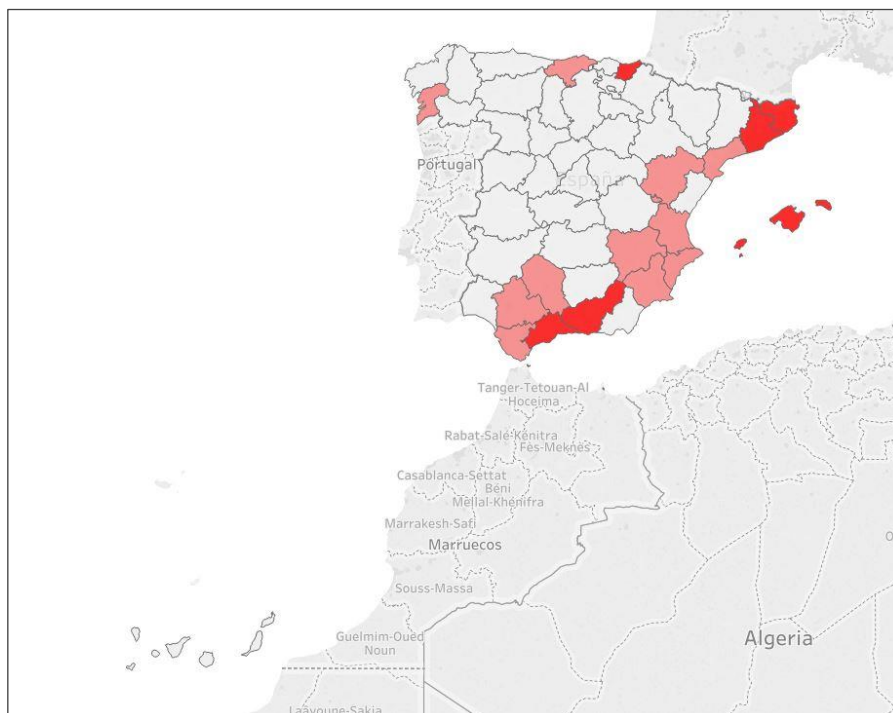 Portugal
España
Tanger-Tetouan-Al
Hoceima
Rabat-Salé-Kénitra
Fès-Meknès
Casablanca-Settat
Béni
Mellal-Khénifra
Marrakesh-Safi
Marruecos
Souss-Massa
Guelmim-Oued
Noun
Algeria
Laâyoune-Sakia